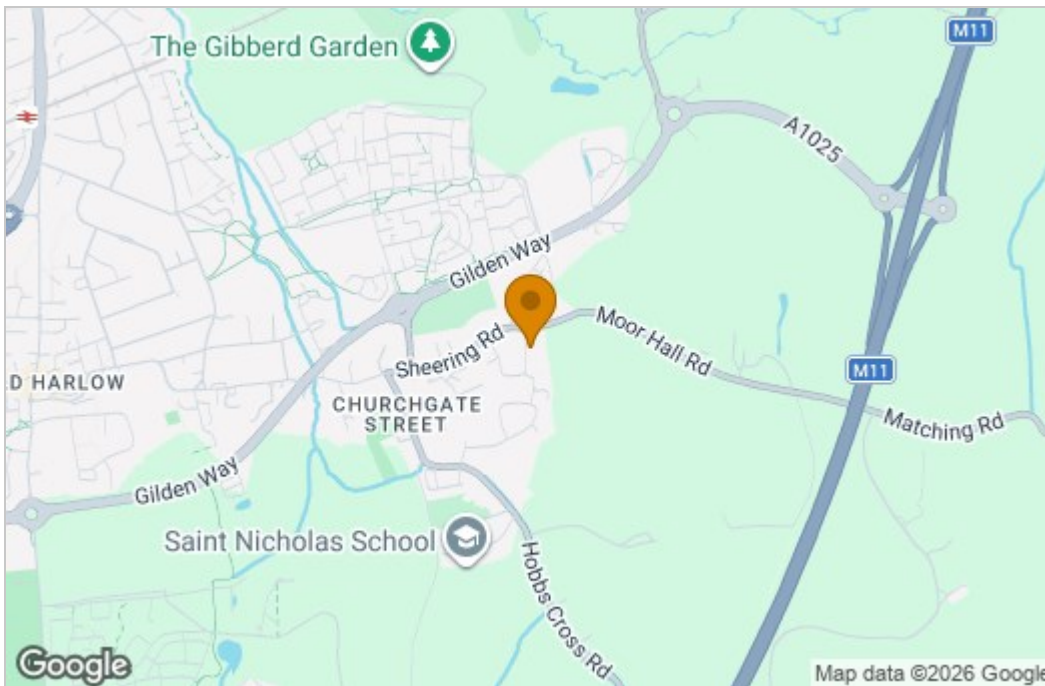 The Gibberd Garden
M11
A1025
Gilden Way
Sheering Rd
Moor Hall Rd
M11
D HARLOW
CHURCHGATE
STREET
Matching Rd
Gilden Way
Saint Nicholas School
Hobbs Cross Rd
Google
Map data ©2026 Google